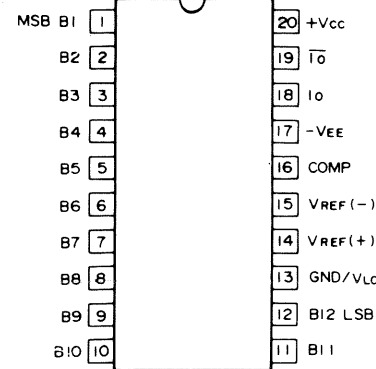 MSB B1 1 20 +Vcc
B2 2 19 Io
B3 3 18 Io
B4 4 17 -VEE
B5 5 16 COMP
B6 6 15 VREF(-)
B7 7 14 VREF(+)
B8 8 13 GND/VLC
B9 9 12 B12 LSB
B10 10 11 B11